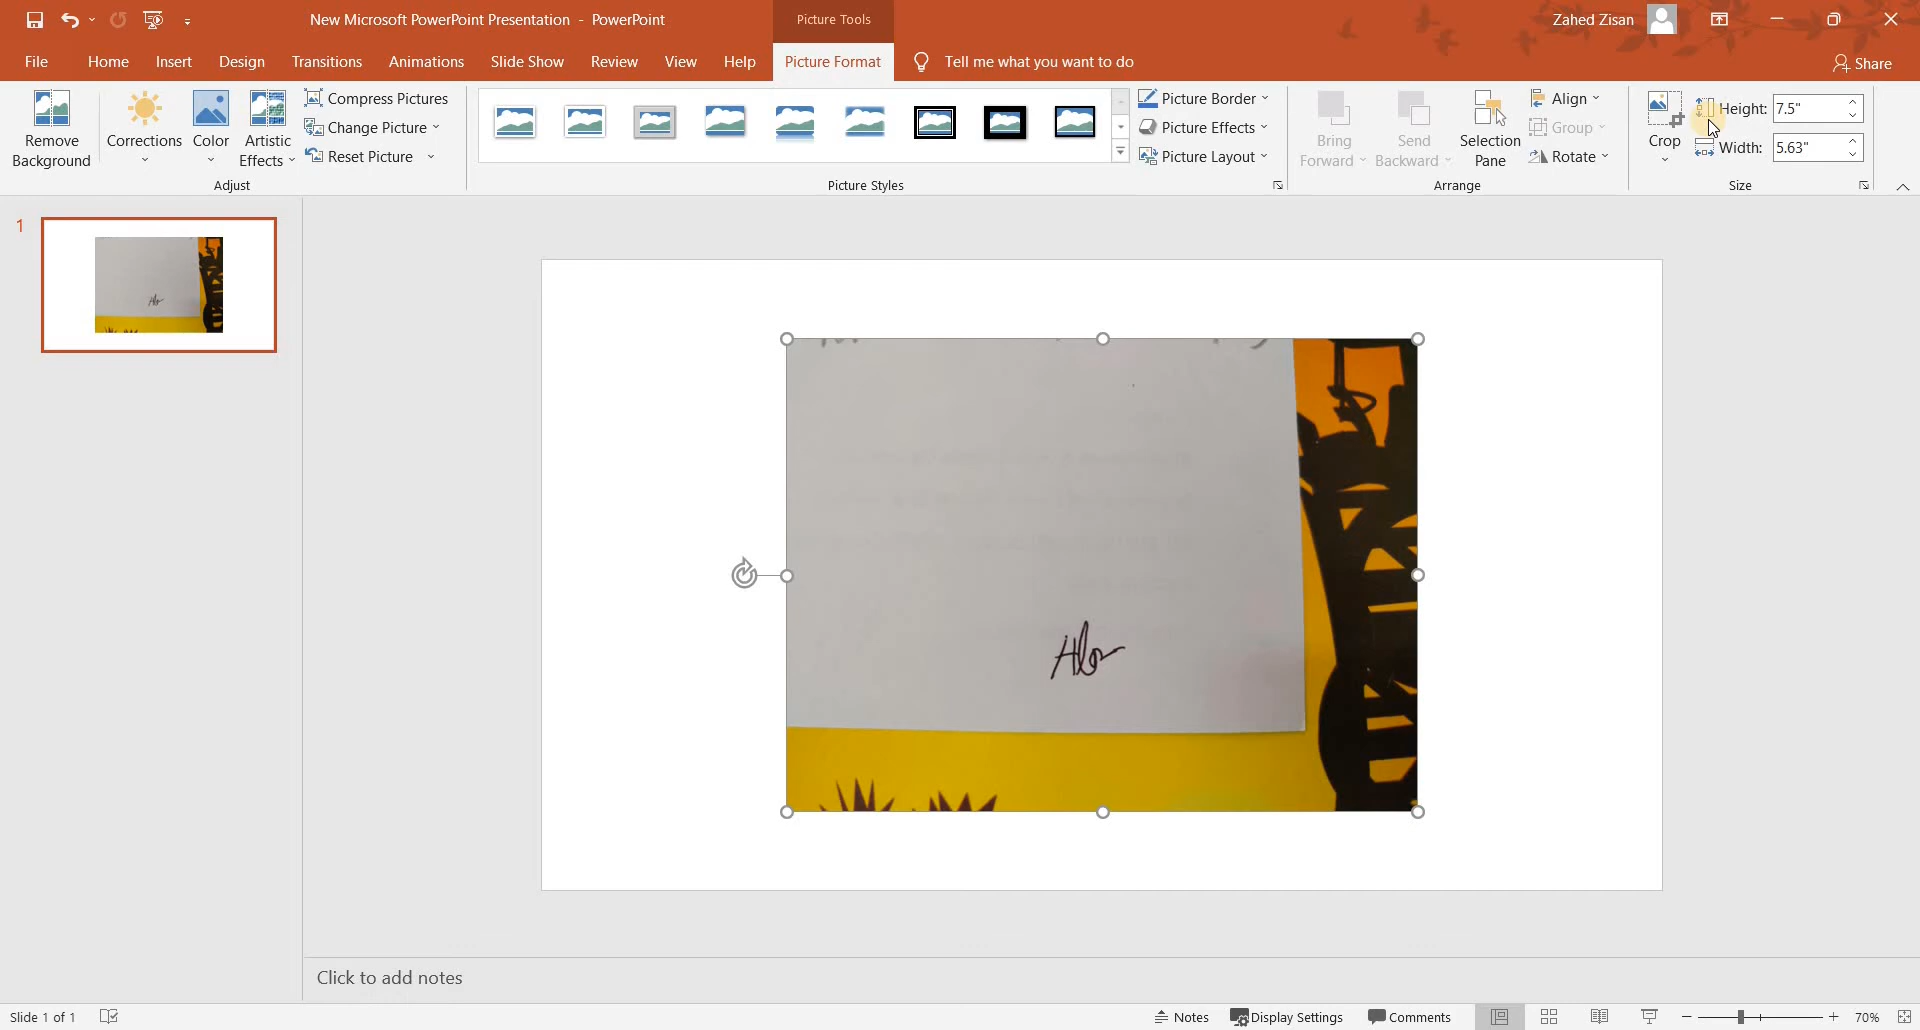 New Microsoft PowerPoint Presentation - PowerPoint
Picture Tools
Zahed Zisan
File Home Insert Design Transitions Animations Slide Show Review View Help Picture Format Tell me what you want to do Share
Remove Background
Corrections
Color
Artistic Effects
Compress Pictures
Change Picture
Reset Picture
Adjust
Picture Styles
Picture Border
Picture Effects
Picture Layout
Bring Forward
Send Backward
Selection Pane
Align
Group
Rotate
Arrange
Crop
Height: 7.5"
Width: 5.63"
Size
1
Click to add notes
Slide 1 of 1
Notes Display Settings Comments 70%